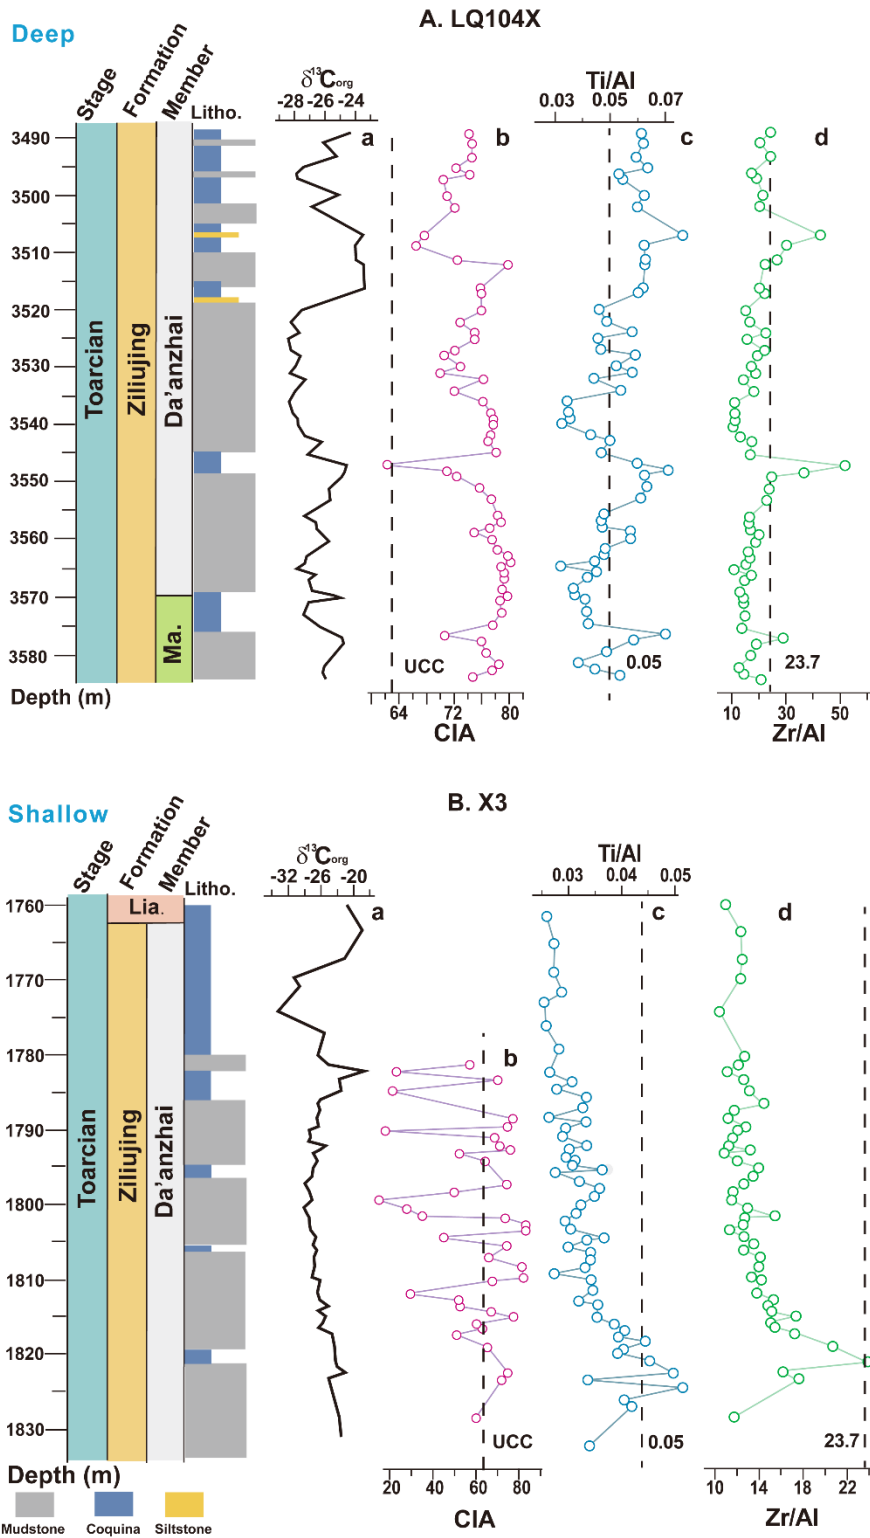 A. LQ104X
Deep
Stage
Formation
Member
Litho.
δ¹³Corg
-28 -26 -24
Ti/Al
0.03 0.05 0.07
a
b
c
d
3490
3500
3510
3520
3530
3540
3550
3560
3570
3580
Toarcian
Ziliujing
Da'anzhai
Ma.
UCC
0.05
23.7
Depth (m)
64 72 80
CIA
10 30 50
Zr/Al
B. X3
Shallow
Stage
Formation
Member
Litho.
δ¹³Corg
-32 -26 -20
Ti/Al
0.03 0.04 0.05
a
b
c
d
1760
1770
1780
1790
1800
1810
1820
1830
Lia.
Toarcian
Ziliujing
Da'anzhai
UCC
0.05
23.7
Depth (m)
20 40 60 80
CIA
10 14 18 22
Zr/Al
Mudstone Coquina Siltstone